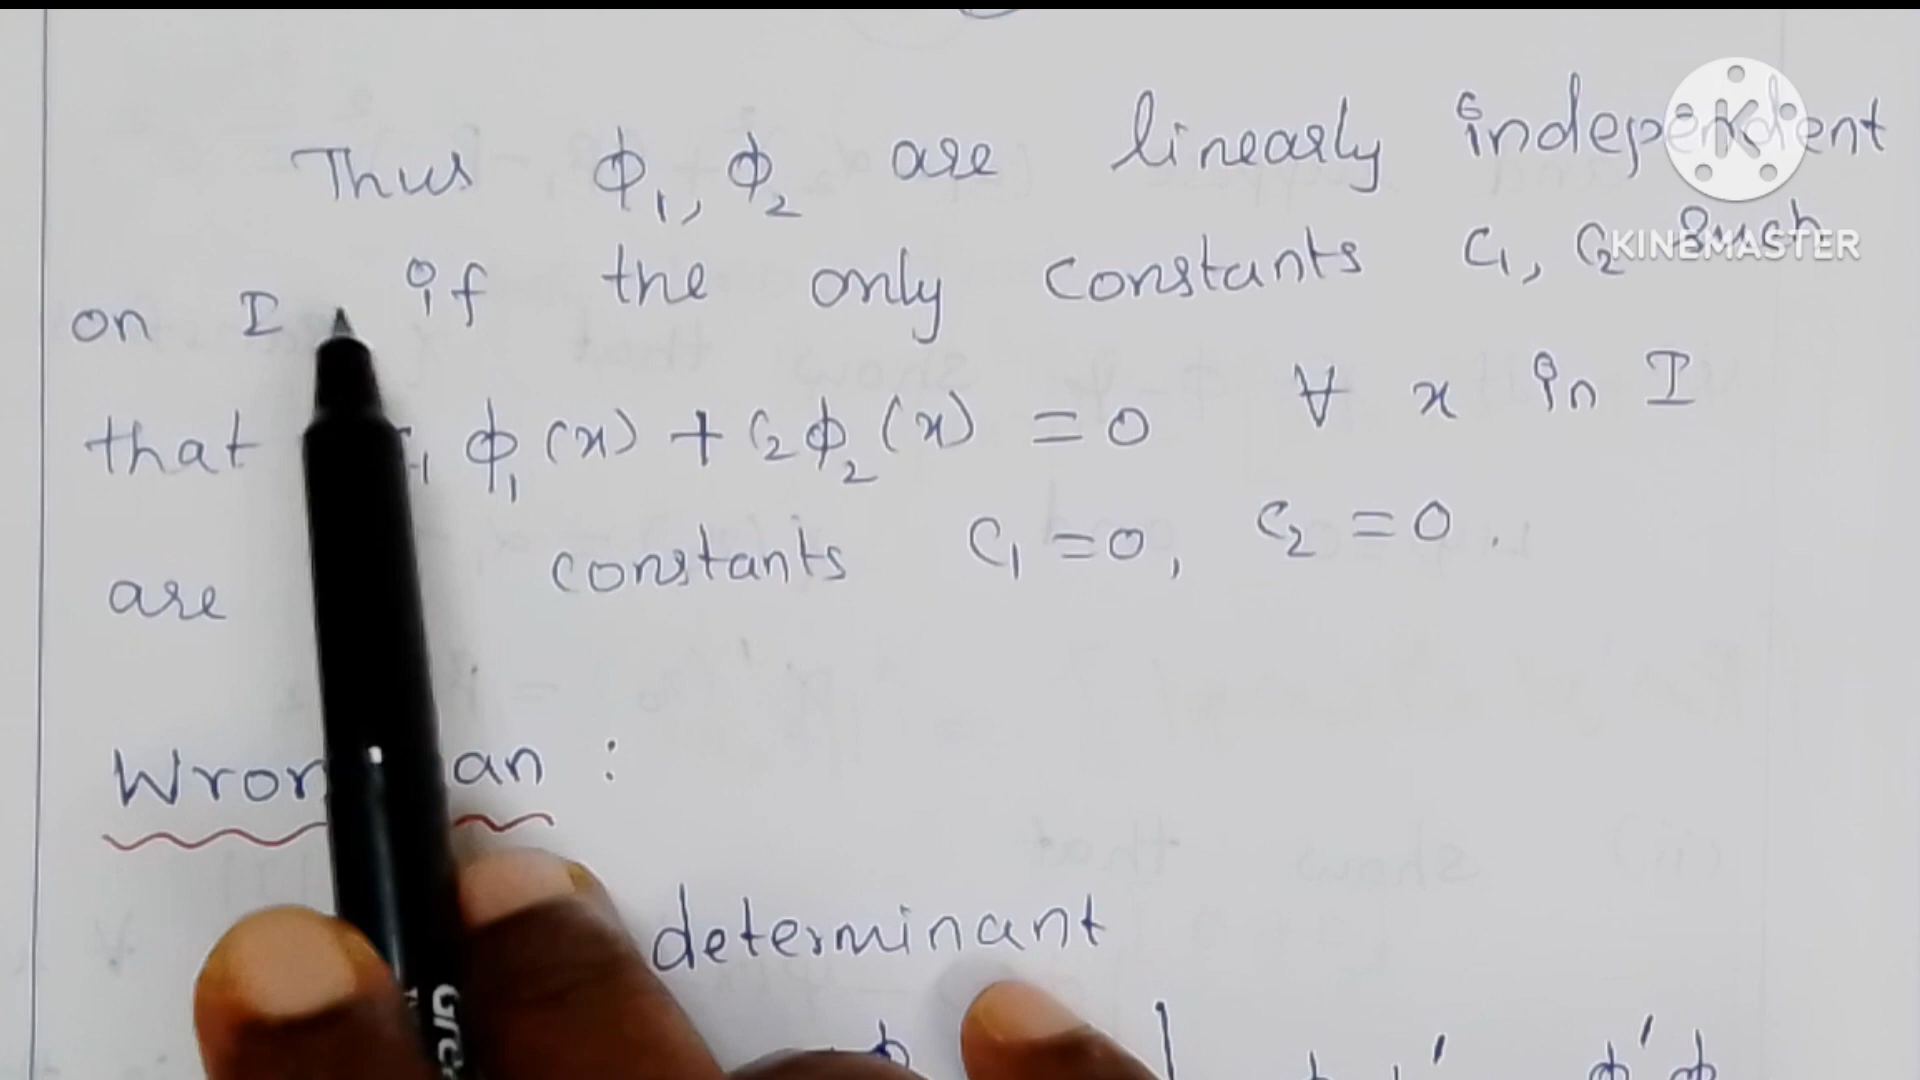 Thus ϕ₁, ϕ₂ are linearly independent
on I if the only constants c₁, c₂ such
that c₁ ϕ₁(x) + c₂ϕ₂(x) = 0 ∀ x in I
are constants c₁ = 0, c₂ = 0.
:
determinant
KINEMASTER